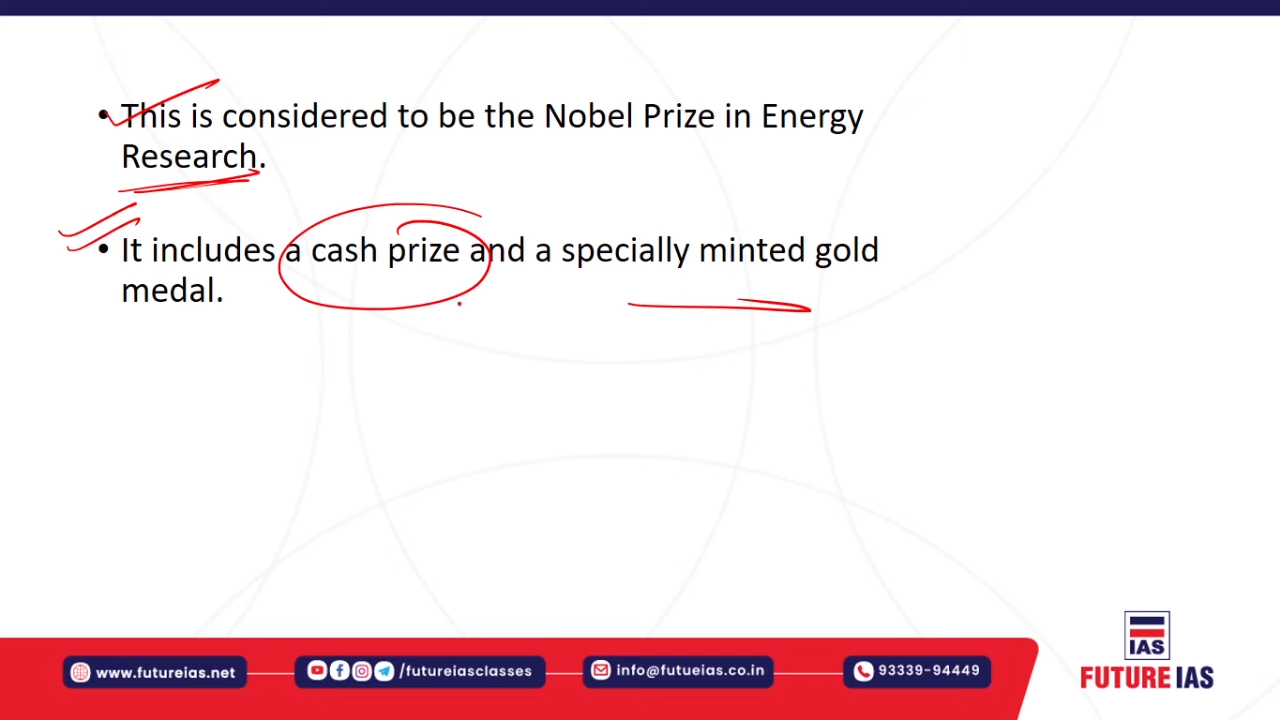 • This is considered to be the Nobel Prize in Energy
Research.
• It includes a cash prize and a specially minted gold
medal.
www.futureias.net
/futureiasclasses
info@futueias.co.in
93339-94449
IAS
FUTURE IAS